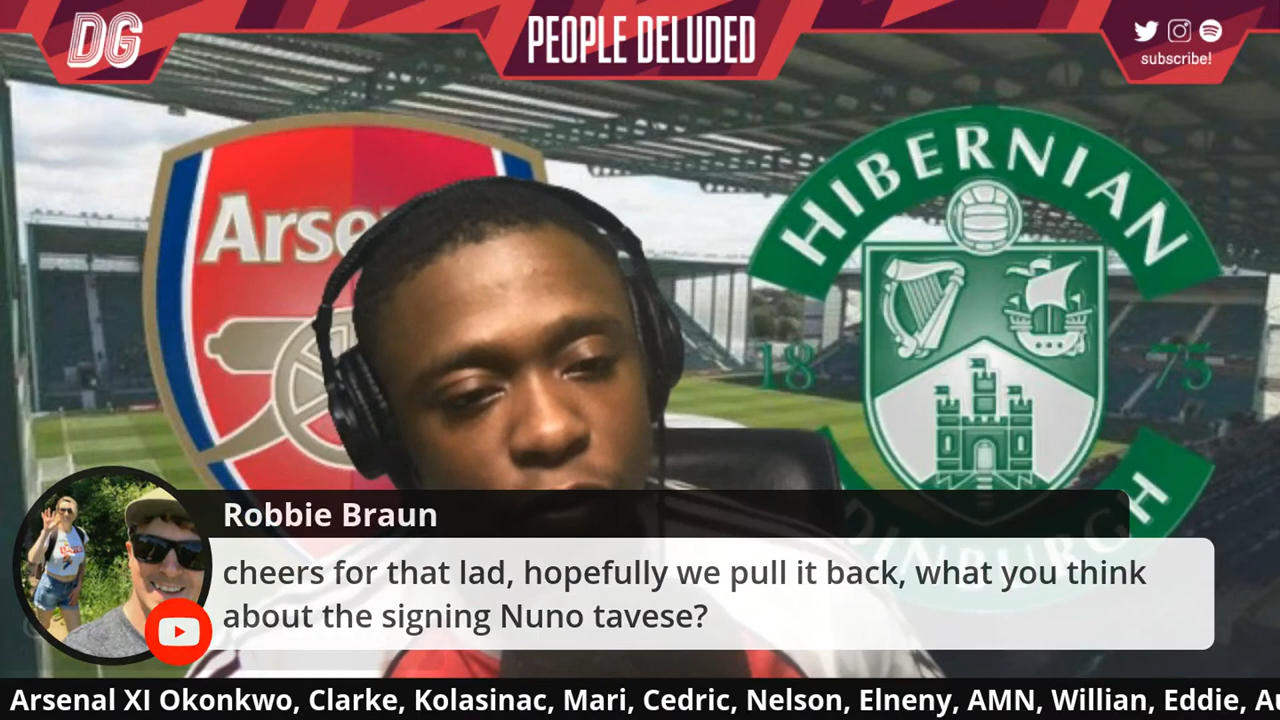 DG
PEOPLE DELUDED
subscribe!
Arse
HIBERNIAN
18
75
DINBURGH
Robbie Braun
cheers for that lad, hopefully we pull it back, what you think
about the signing Nuno tavese?
Arsenal XI Okonkwo, Clarke, Kolasinac, Mari, Cedric, Nelson, Elneny, AMN, Willian, Eddie,